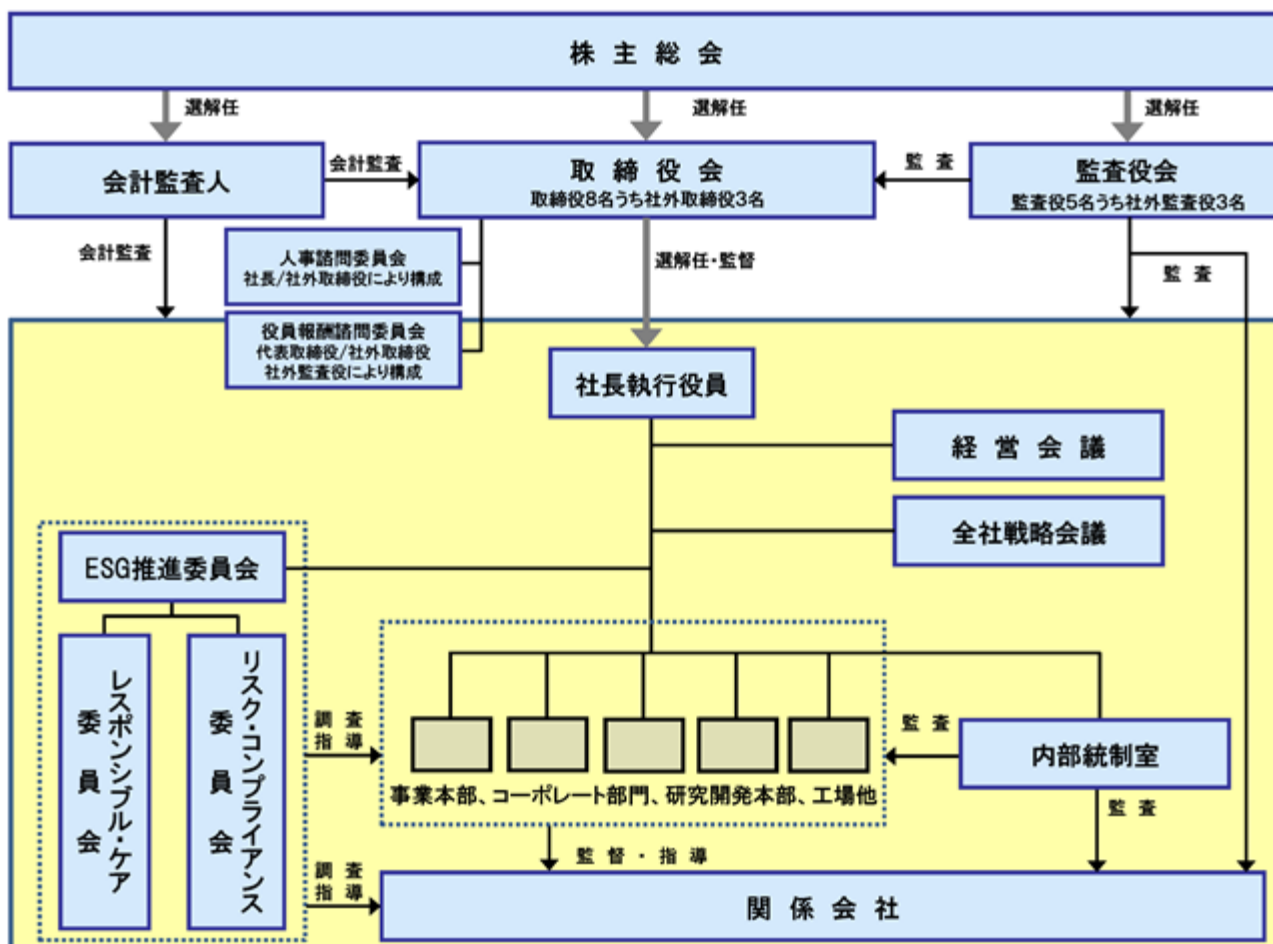 株主総会
選解任
選解任
選解任
会計監査人
会計監査
取締役会
取締役8名うち社外取締役3名
監査
監査役会
監査役5名うち社外監査役3名
会計監査
人事諮問委員会
社長/社外取締役により構成
選解任・監督
監査
役員報酬諮問委員会
代表取締役/社外取締役
社外監査役により構成
社長執行役員
経営会議
全社戦略会議
ESG推進委員会
レスポンシブル・ケア
委員会
リスク・コンプライアンス
委員会
調査
指導
監査
内部統制室
事業本部、コーポレート部門、研究開発本部、工場他
監査
監督・指導
調査
指導
関係会社